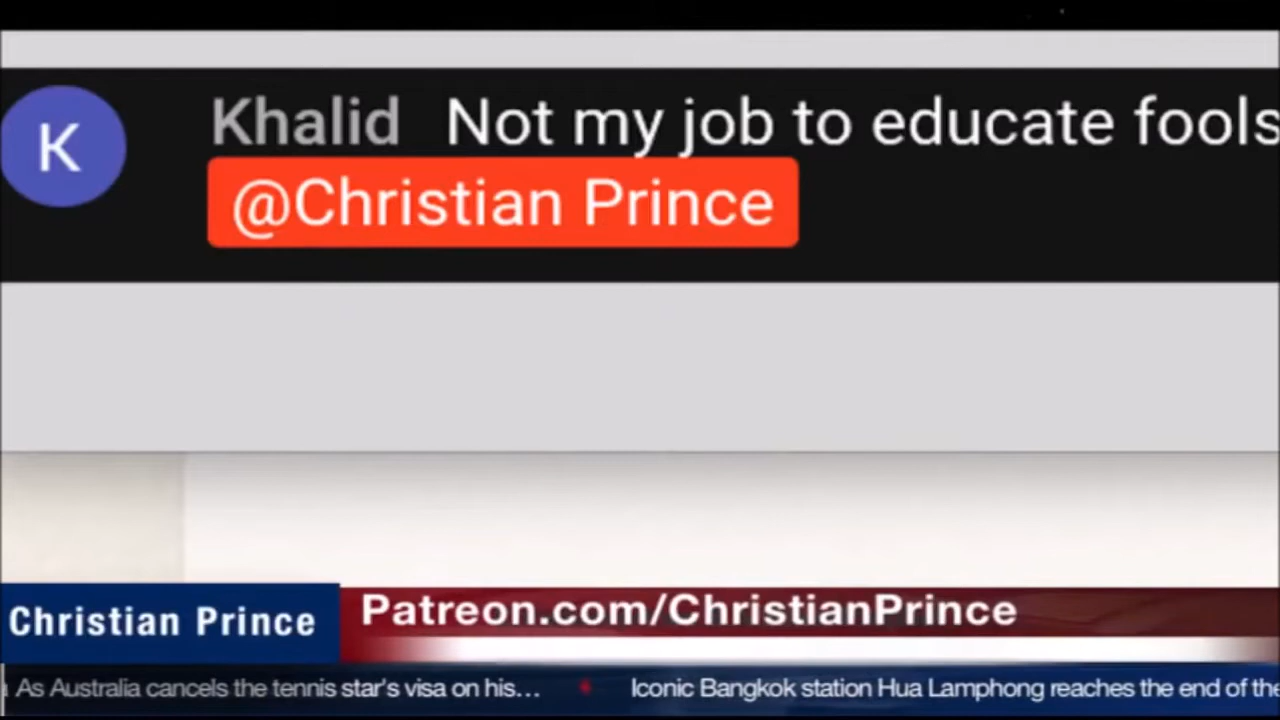 K
Khalid Not my job to educate fools
@Christian Prince
Christian Prince
Patreon.com/ChristianPrince
As Australia cancels the tennis star's visa on his... Iconic Bangkok station Hua Lamphong reaches the end of the